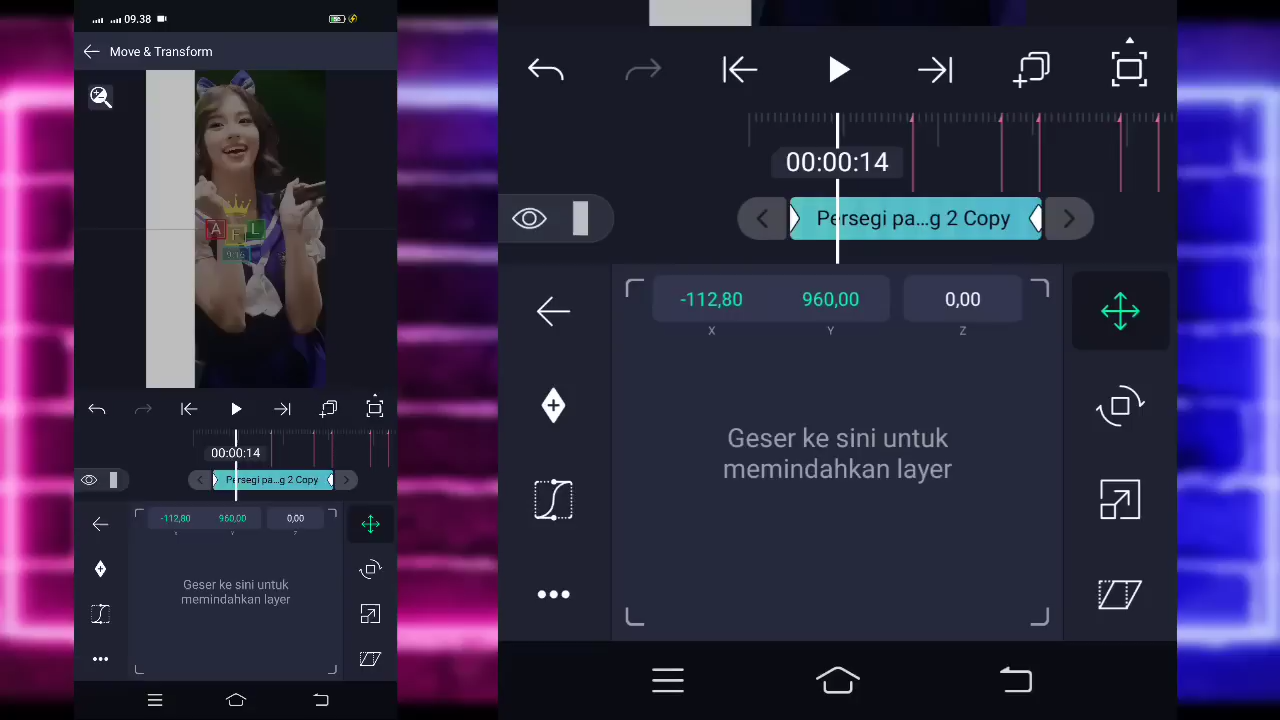 09.38
Move & Transform
A F L
9:16
00:00:14
Persegi pa...g 2 Copy
-112,80 960,00 0,00
X Y Z
Geser ke sini untuk
memindahkan layer
00:00:14
Persegi pa...g 2 Copy
-112,80 960,00 0,00
X Y Z
Geser ke sini untuk
memindahkan layer